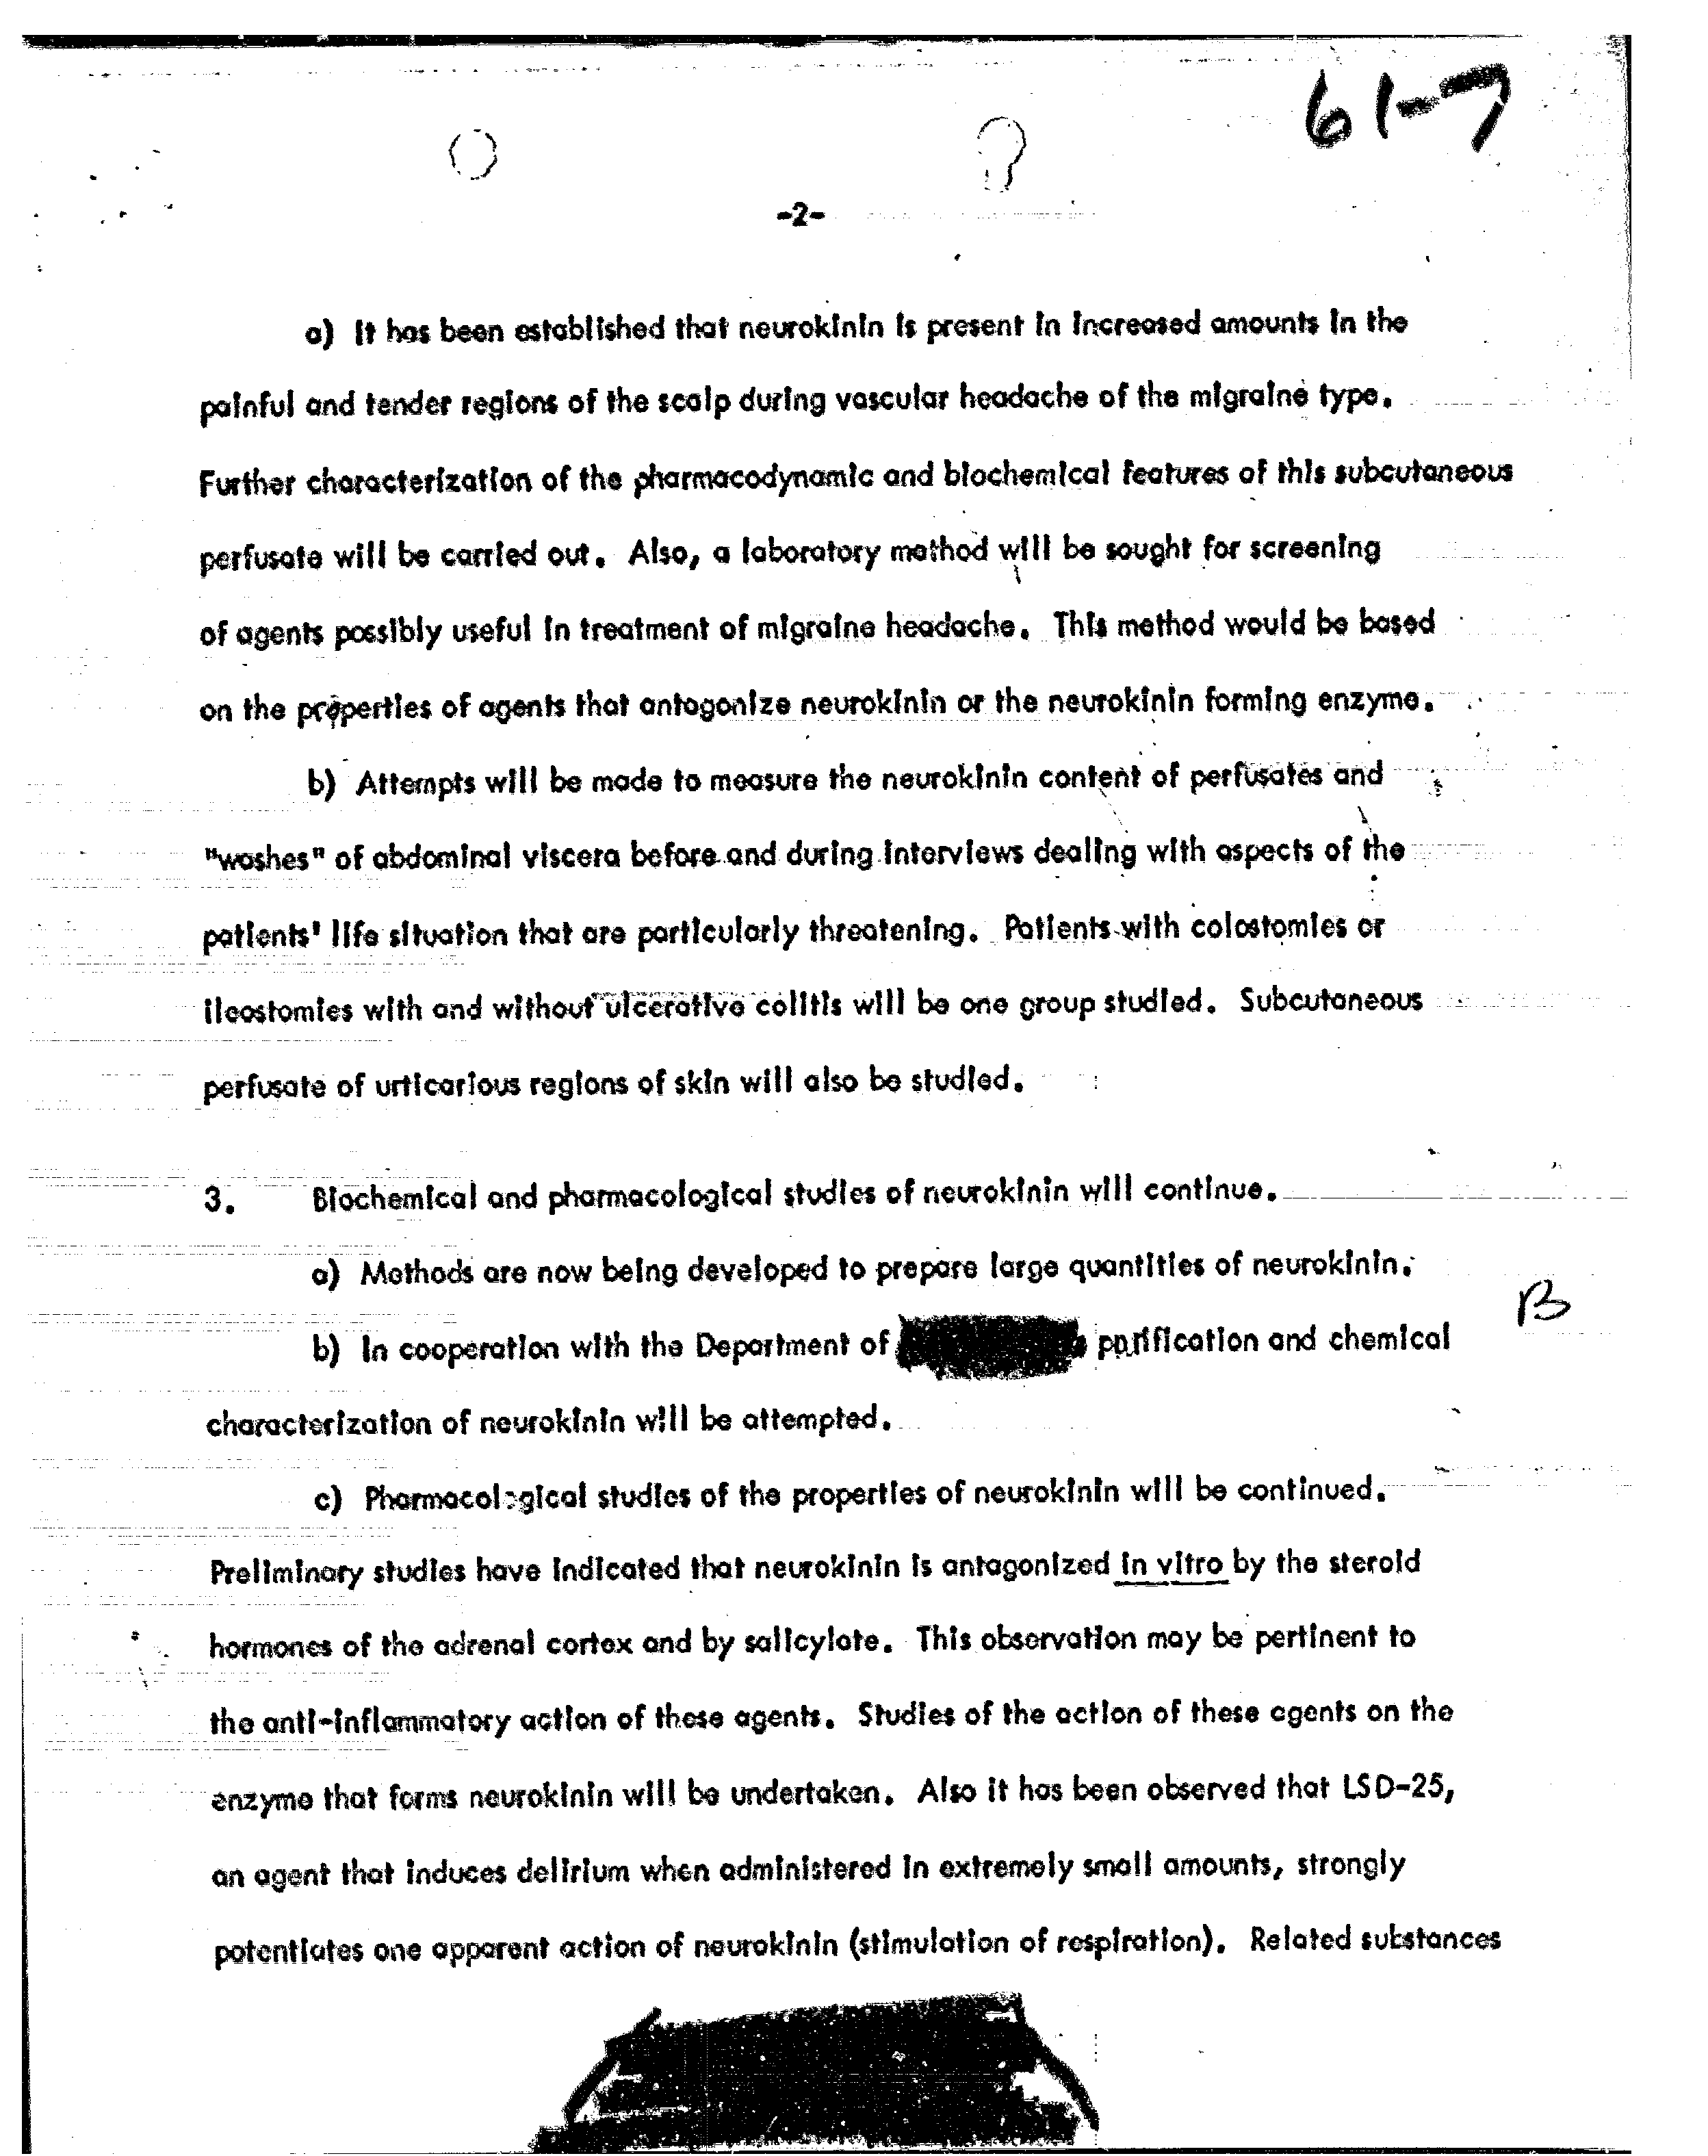 61-7
-2-
a) It has been established that neurokinin is present in increased amounts in the
painful and tender regions of the scalp during vascular headache of the migraine type.
Further characterization of the pharmacodynamic and biochemical features of this subcutaneous
perfusate will be carried out. Also, a laboratory method will be sought for screening
of agents possibly useful in treatment of migraine headache. This method would be based
on the properties of agents that antagonize neurokinin or the neurokinin forming enzyme.
b) Attempts will be made to measure the neurokinin content of perfusates and
"washes" of abdominal viscera before and during interviews dealing with aspects of the
patients' life situation that are particularly threatening. Patients with colostomies or
ileostomies with and without ulcerative colitis will be one group studied. Subcutaneous
perfusate of urticarious regions of skin will also be studied.
3. Biochemical and pharmacological studies of neurokinin will continue.
a) Methods are now being developed to prepare large quantities of neurokinin.
B
b) In cooperation with the Department of purification and chemical
characterization of neurokinin will be attempted.
c) Pharmacological studies of the properties of neurokinin will be continued.
Preliminary studies have indicated that neurokinin is antagonized in vitro by the steroid
hormones of the adrenal cortex and by salicylate. This observation may be pertinent to
the anti-inflammatory action of these agents. Studies of the action of these agents on the
enzyme that forms neurokinin will be undertaken. Also it has been observed that LSD-25,
an agent that induces delirium when administered in extremely small amounts, strongly
potentiates one apparent action of neurokinin (stimulation of respiration). Related substances